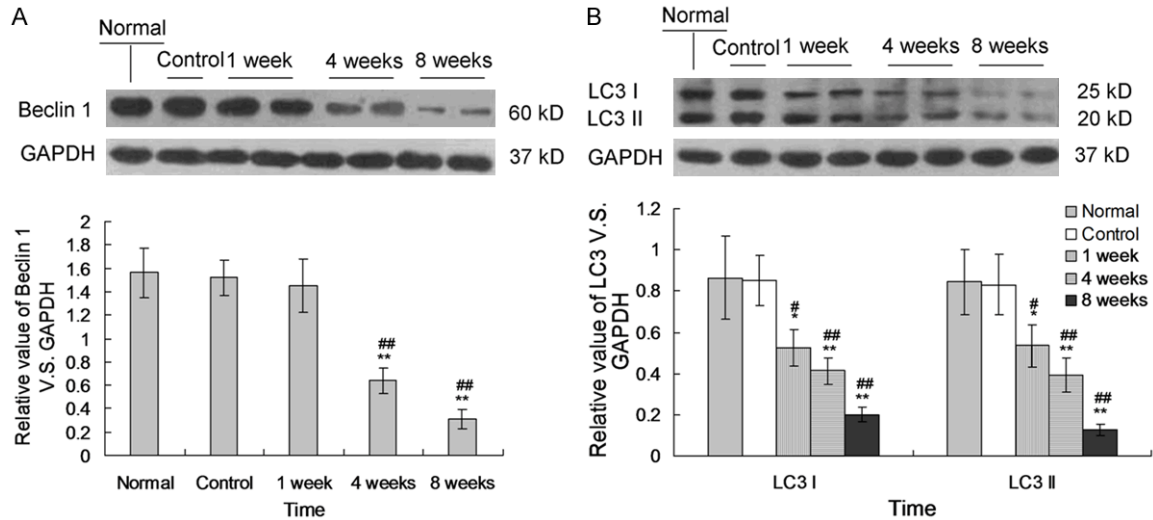 A
Normal
Control 1 week 4 weeks 8 weeks
Beclin 1 60 kD
GAPDH 37 kD
Relative value of Beclin 1
V.S. GAPDH
2
1.8
1.6
1.4
1.2
1
0.8
0.6
0.4
0.2
0
##
**
##
**
Normal Control 1 week 4 weeks 8 weeks
Time
B
Normal
Control 1 week 4 weeks 8 weeks
LC3 I 25 kD
LC3 II 20 kD
GAPDH 37 kD
Relative value of LC3 V.S.
GAPDH
1.2
1
0.8
0.6
0.4
0.2
0
Normal
Control
1 week
4 weeks
8 weeks
#
*
##
**
##
**
#
*
##
**
##
**
LC3 I LC3 II
Time